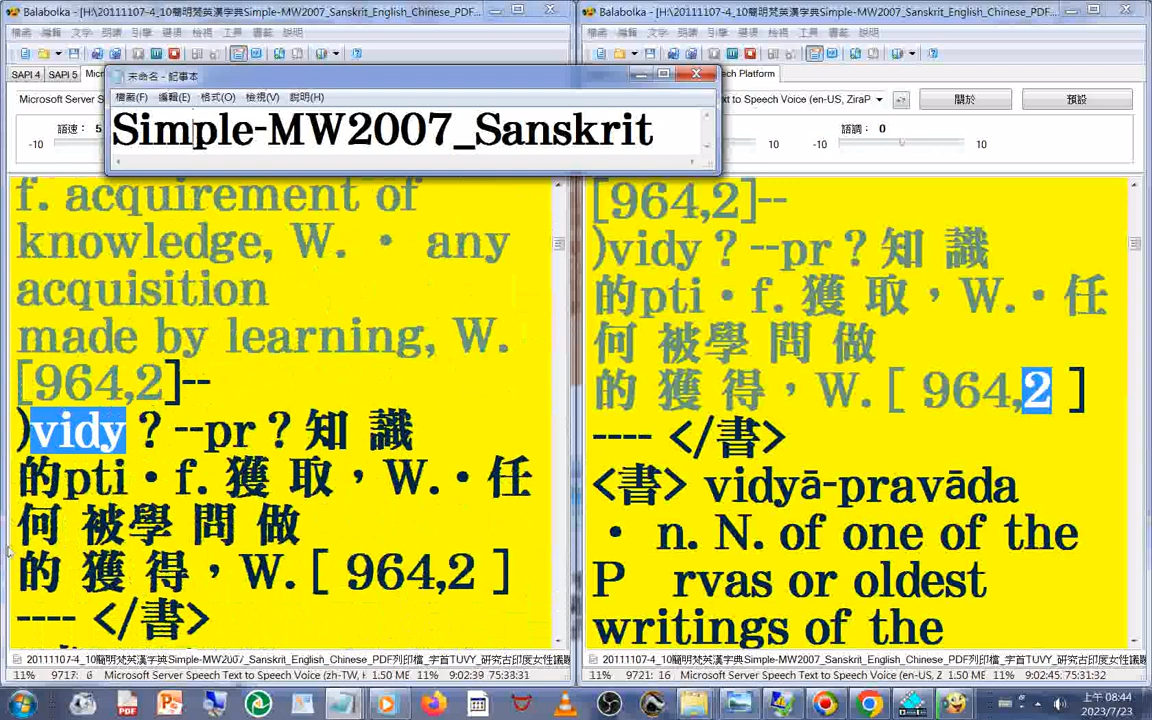 Balabolka - [H:\20111107-4_10簡明梵英漢字典Simple-MW2007_Sanskrit_English_Chinese_PDF...
SAPI 4
SAPI 5
Microsoft Server S
語速： 5
-10
未命名 - 記事本
檔案(F) 編輯(E) 格式(O) 檢視(V) 說明(H)
Simple-MW2007_Sanskrit
f. acquirement of
knowledge, W. • any
acquisition
made by learning, W.
[964,2]--
)vidy？--pr？知 識
的pti • f. 獲 取，W. • 任
何 被學 問 做
的 獲 得，W. [ 964,2 ]
---- </書>
20111107-4_10簡明梵英漢字典Simple-MW2007_Sanskrit_English_Chinese_PDF列印檔_字首TUVY_研究古印度女性議題
11%
Microsoft Server Speech Text to Speech Voice (zh-TW, H
1.50 ME
9:02:39
75:38:31
Balabolka - [H:\20111107-4_10簡明梵英漢字典Simple-MW2007_Sanskrit_English_Chinese_PDF...
ech Platform
xt to Speech Voice (en-US, ZiraP
關於
預設
10
語調： 0
-10
10
[964,2]--
)vidy？--pr？知 識
的pti • f. 獲 取，W. • 任
何 被學 問 做
的 獲 得，W. [ 964,2 ]
---- </書>
<書> vidyā-pravāda
• n. N. of one of the
P rvas or oldest
writings of the
20111107-4_10簡明梵英漢字典Simple-MW2007_Sanskrit_English_Chinese_PDF列印檔_字首TUVY_研究古印度女性議題
11%
9721: 16
Microsoft Server Speech Text to Speech Voice (en-US,
1.50 ME
9:02:45
75:31:32
上午 08:44
2023/7/23